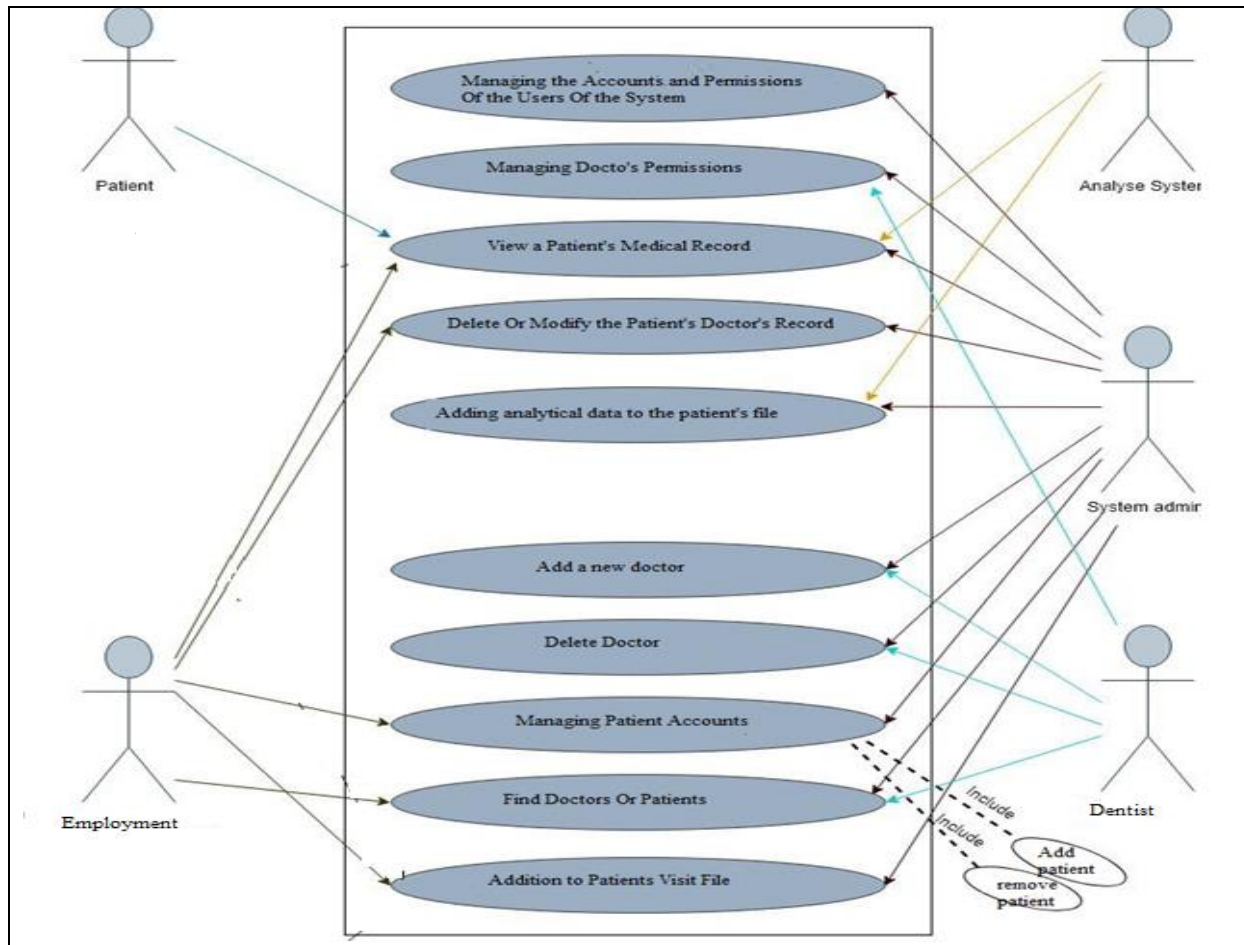 Managing the Accounts and Permissions
Of the Users Of the System
Managing Docto's Permissions
Patient
Analyse Syster
View a Patient's Medical Record
Delete Or Modify the Patient's Doctor's Record
Adding analytical data to the patient's file
System admir
Add a new doctor
Delete Doctor
Managing Patient Accounts
Find Doctors Or Patients
Include
Include
Employment
Dentist
Addition to Patients Visit File
Add
patient
remove
patient